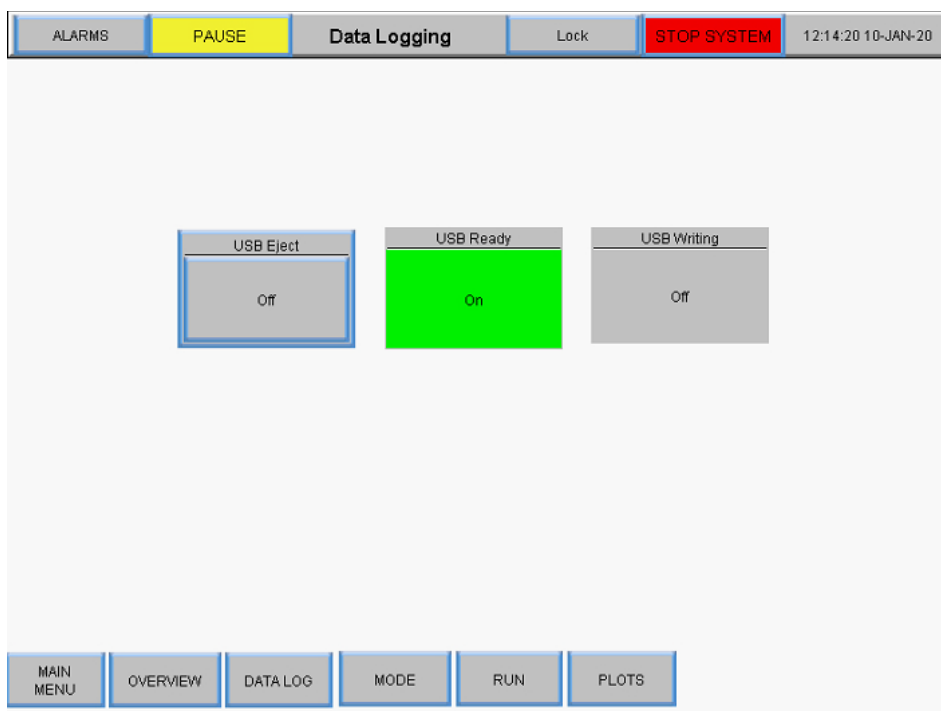 ALARMS PAUSE Data Logging Lock STOP SYSTEM 12:14:20 10-JAN-20
USB Eject USB Ready USB Writing
Off On Off
MAIN MENU OVERVIEW DATA LOG MODE RUN PLOTS